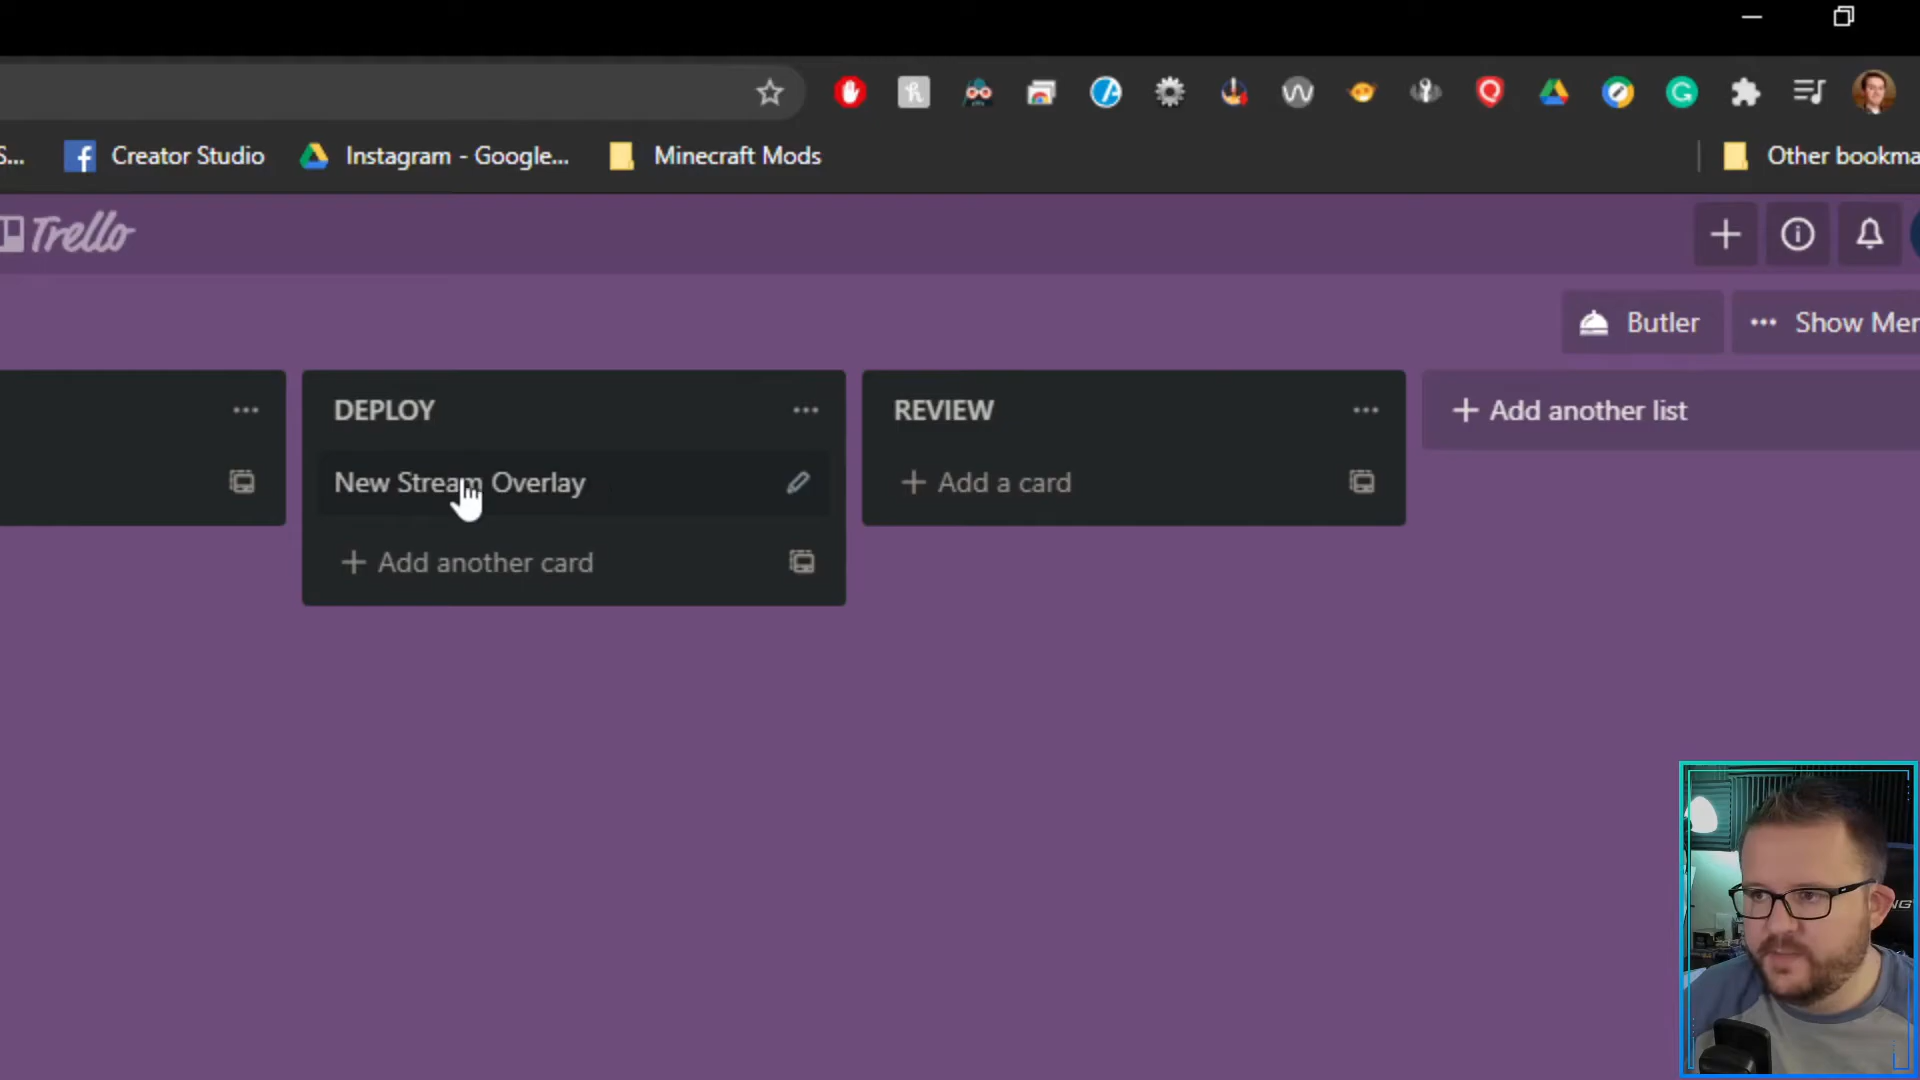 S...
Creator Studio
Instagram - Google...
Minecraft Mods
Other bookma
Trello
Butler
Show Mer
DEPLOY
New Stream Overlay
Add another card
REVIEW
Add a card
Add another list